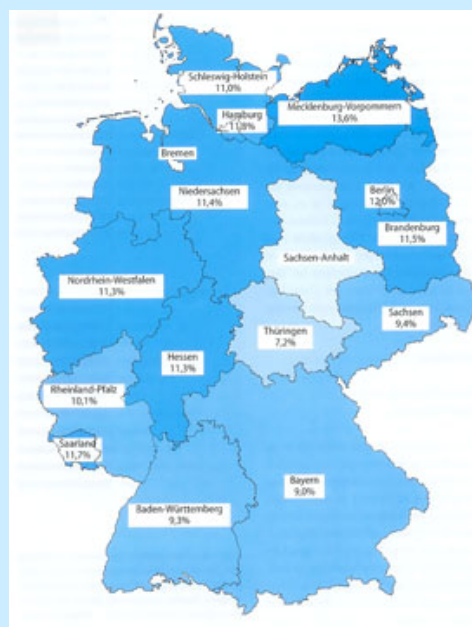 Schleswig-Holstein
11,0%
Mecklenburg-Vorpommern
13,6%
Hamburg
11,8%
Bremen
Niedersachsen
11,4%
Berlin
12,0%
Brandenburg
11,5%
Sachsen-Anhalt
Nordrhein-Westfalen
11,3%
Sachsen
9,4%
Thüringen
7,2%
Hessen
11,3%
Rheinland-Pfalz
10,1%
Saarland
11,7%
Bayern
9,0%
Baden-Württemberg
9,3%